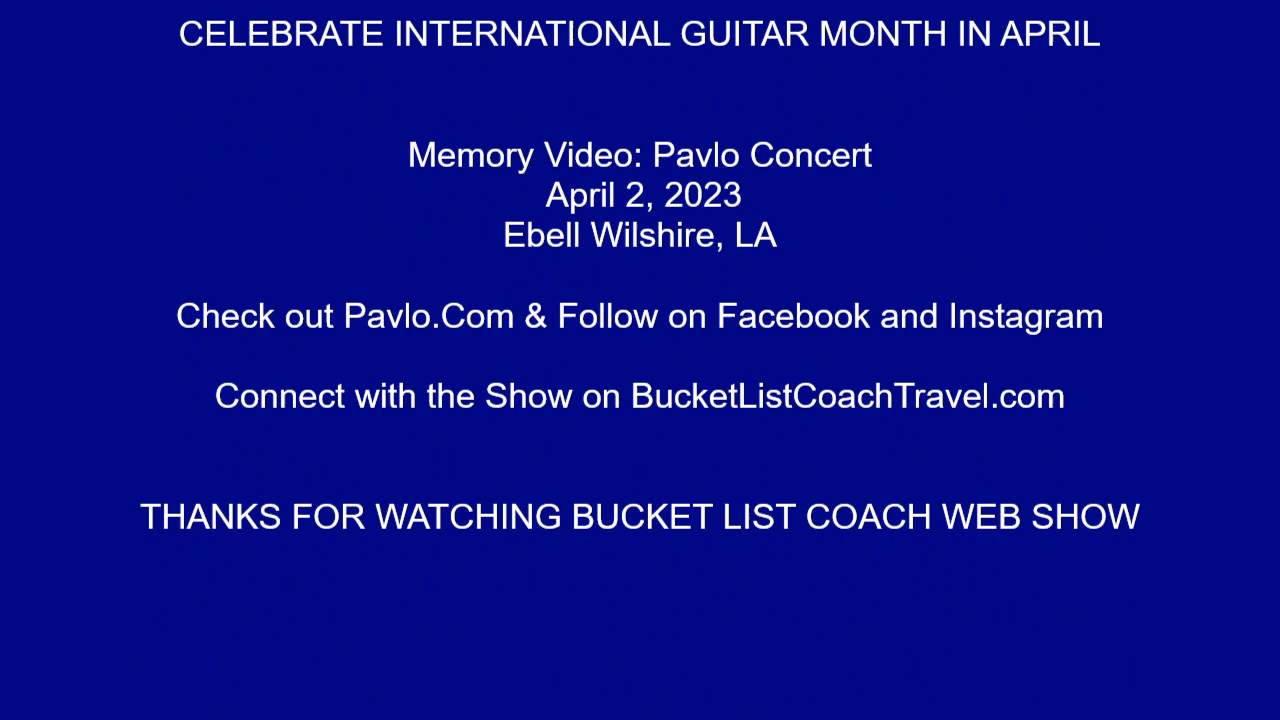 CELEBRATE INTERNATIONAL GUITAR MONTH IN APRIL
Memory Video: Pavlo Concert
April 2, 2023
Ebell Wilshire, LA
Check out Pavlo.Com & Follow on Facebook and Instagram
Connect with the Show on BucketListCoachTravel.com
THANKS FOR WATCHING BUCKET LIST COACH WEB SHOW